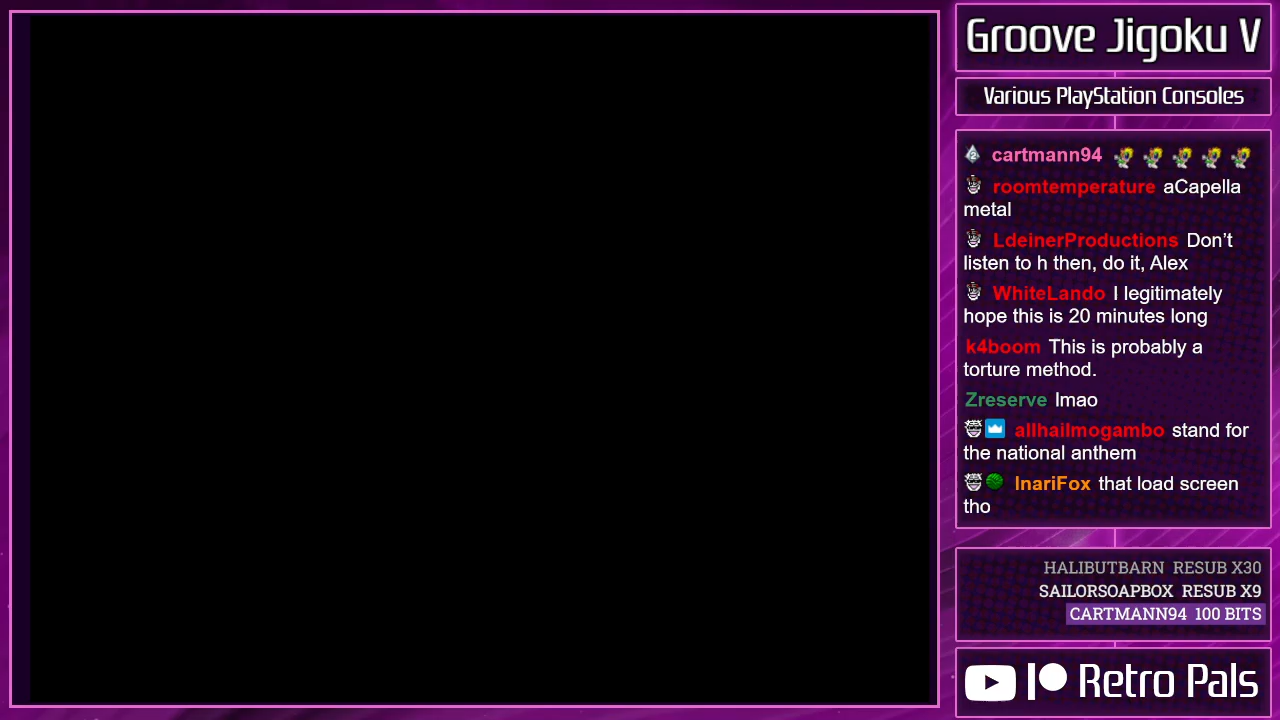 Groove Jigoku V
Various PlayStation Consoles
cartmann94
roomtemperature aCapella
metal
LdeinerProductions Don't
listen to h then, do it, Alex
WhiteLando I legitimately
hope this is 20 minutes long
k4boom This is probably a
torture method.
Zreserve lmao
allhailmogambo stand for
the national anthem
InariFox that load screen
tho
HALIBUTBARN RESUB X30
SAILORSOAPBOX RESUB X9
CARTMANN94 100 BITS
Retro Pals